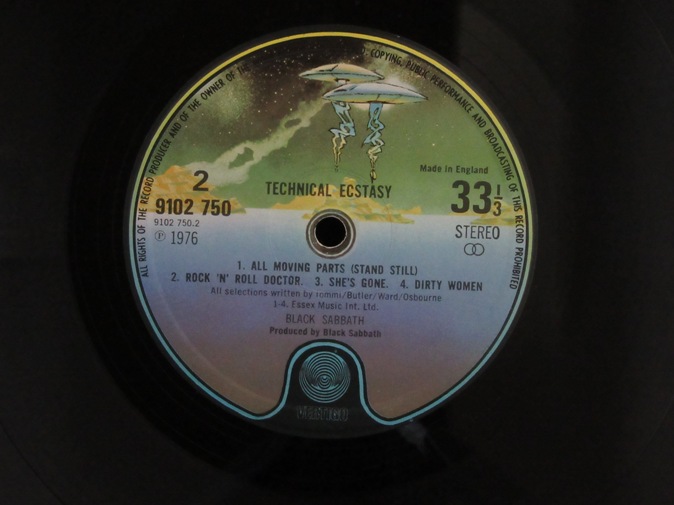 ALL RIGHTS OF THE RECORD PRODUCER AND OF THE OWNER OF THE
COPYING, PUBLIC PERFORMANCE AND BROADCASTING OF THIS RECORD PROHIBITED
2
TECHNICAL ECSTASY
Made in England
9102 750
33 1/3
9102 750.2
℗ 1976
STEREO
1. ALL MOVING PARTS (STAND STILL)
2. ROCK 'N' ROLL DOCTOR. 3. SHE'S GONE. 4. DIRTY WOMEN
All selections written by Iommi/Butler/Ward/Osbourne
1-4. Essex Music Int. Ltd.
BLACK SABBATH
Produced by Black Sabbath
VERTIGO